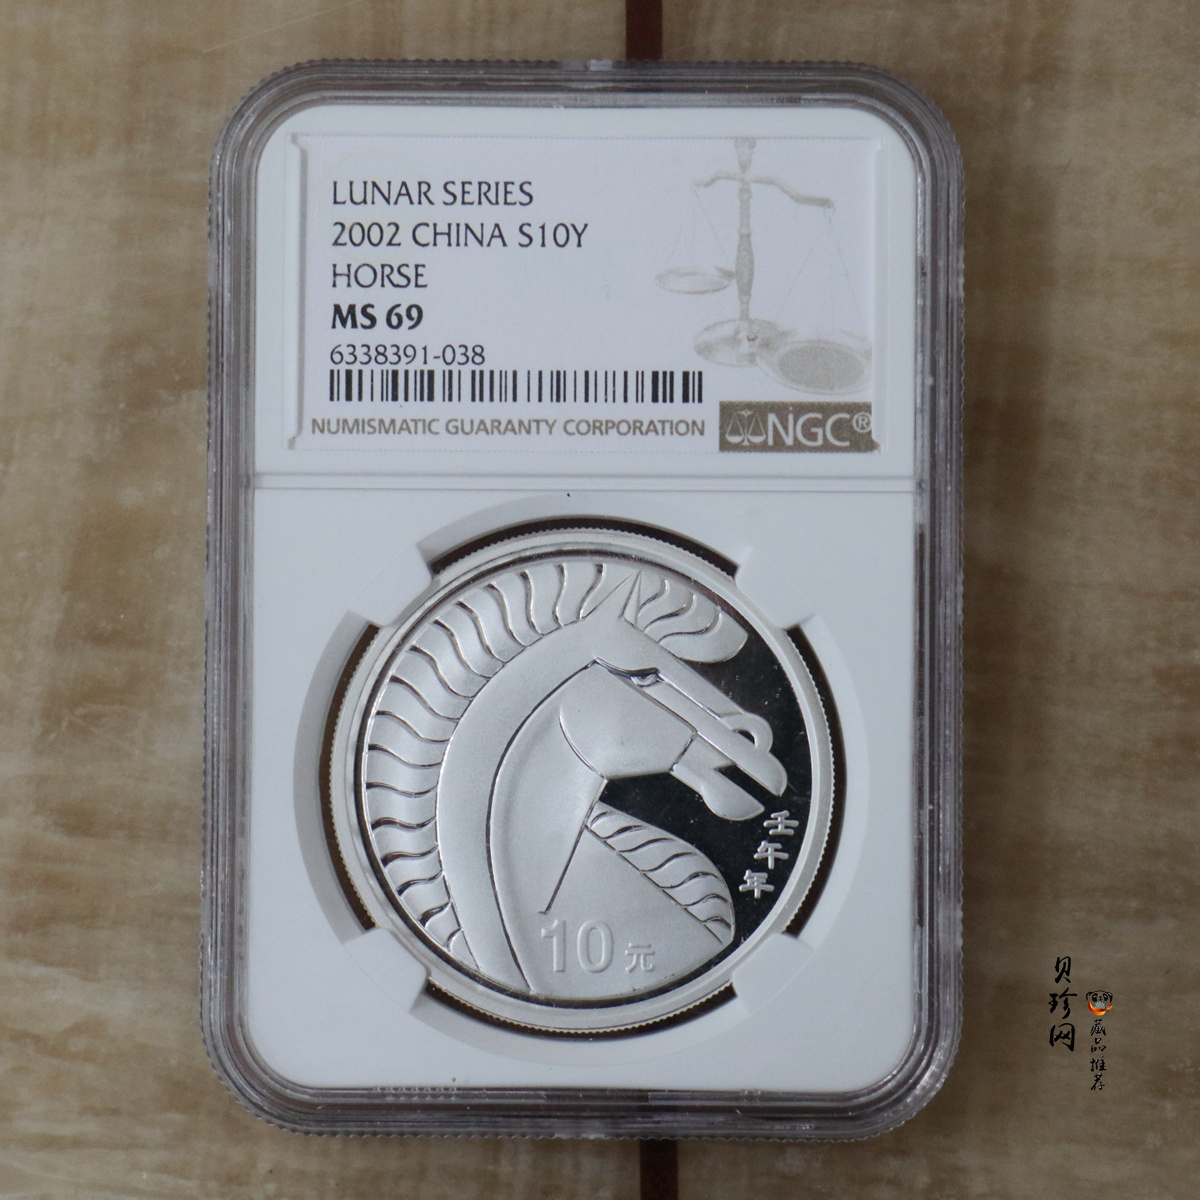 LUNAR SERIES
2002 CHINA S10Y
HORSE
MS 69
6338391-038
NUMISMATIC GUARANTY CORPORATION
NGC®
壬午年
10元
贝珍网
藏品推荐